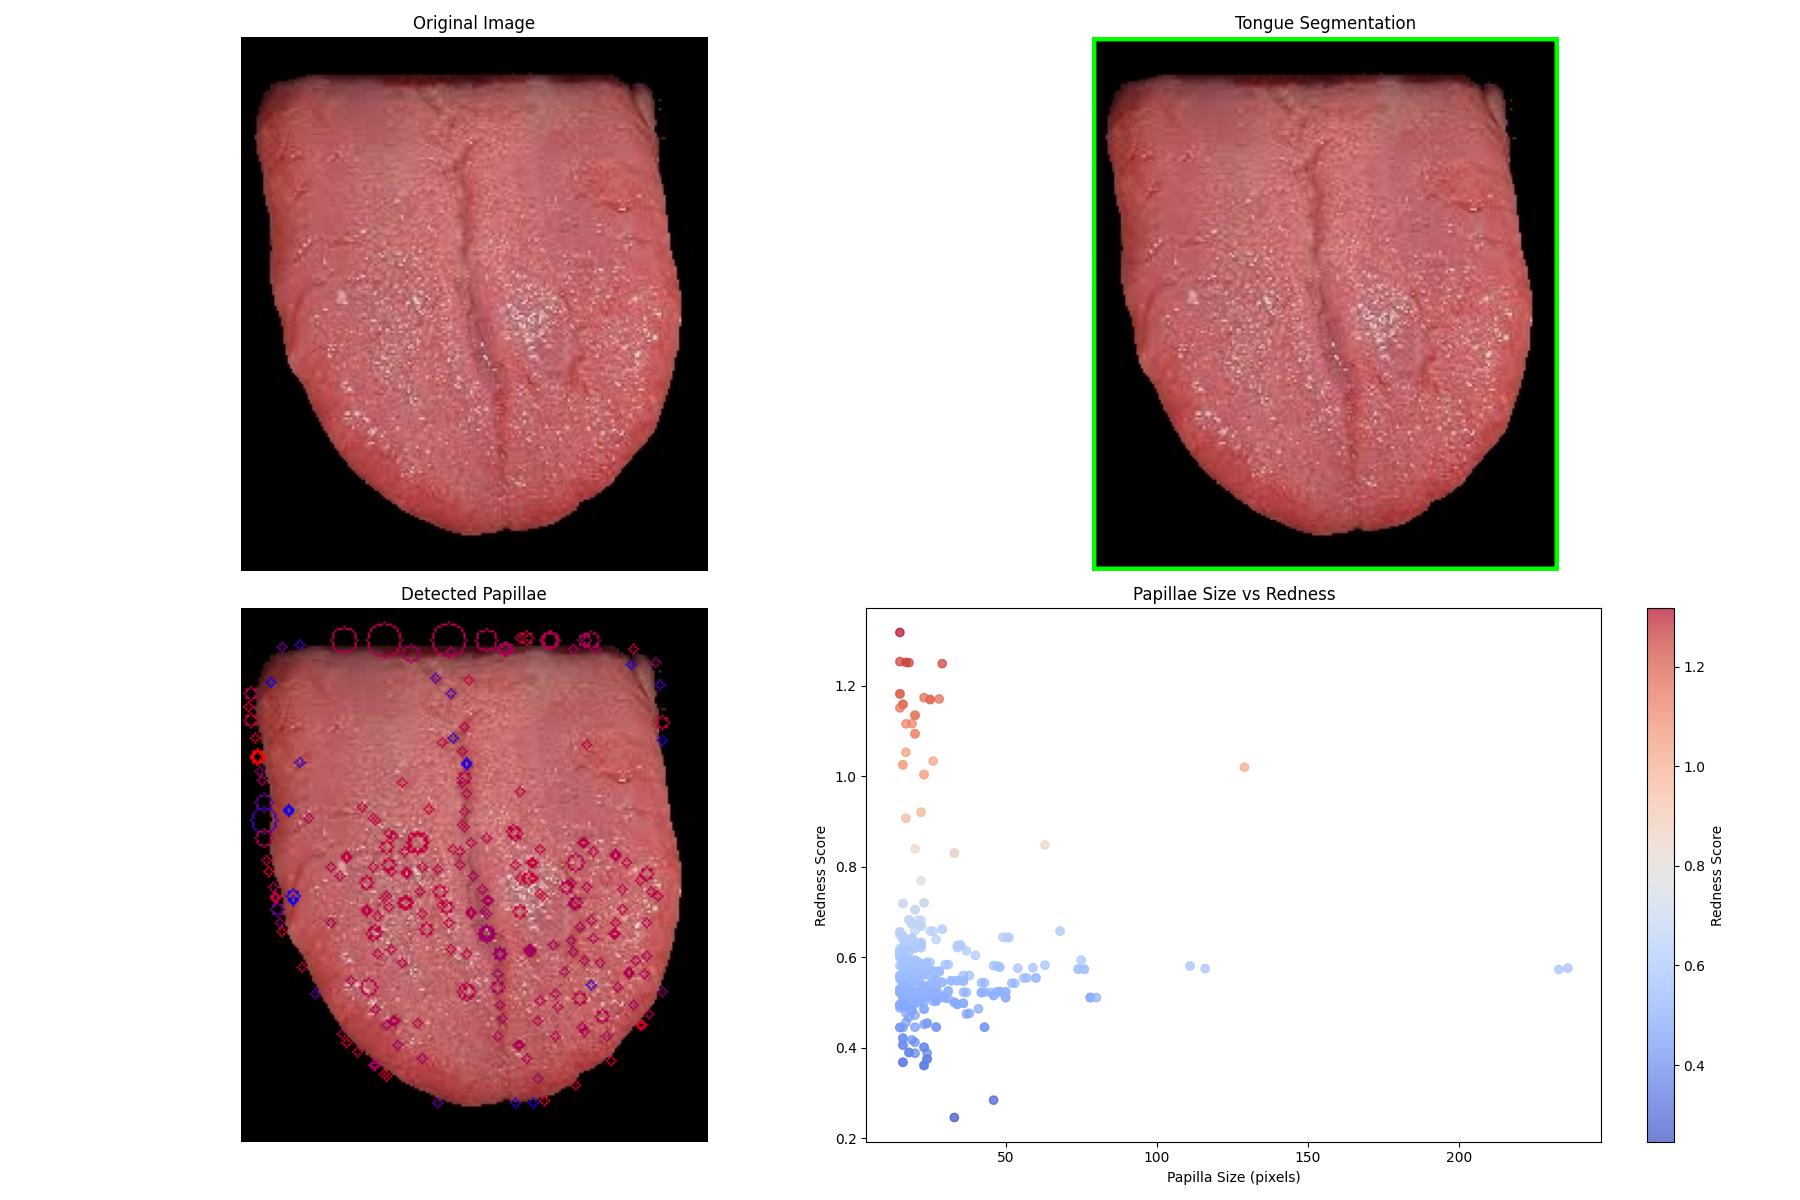 Original Image
Tongue Segmentation
Detected Papillae
Papillae Size vs Redness
Redness Score
1.2
1.0
0.8
0.6
0.4
0.2
50
100
150
200
Papilla Size (pixels)
1.2
1.0
0.8
0.6
0.4
Redness Score